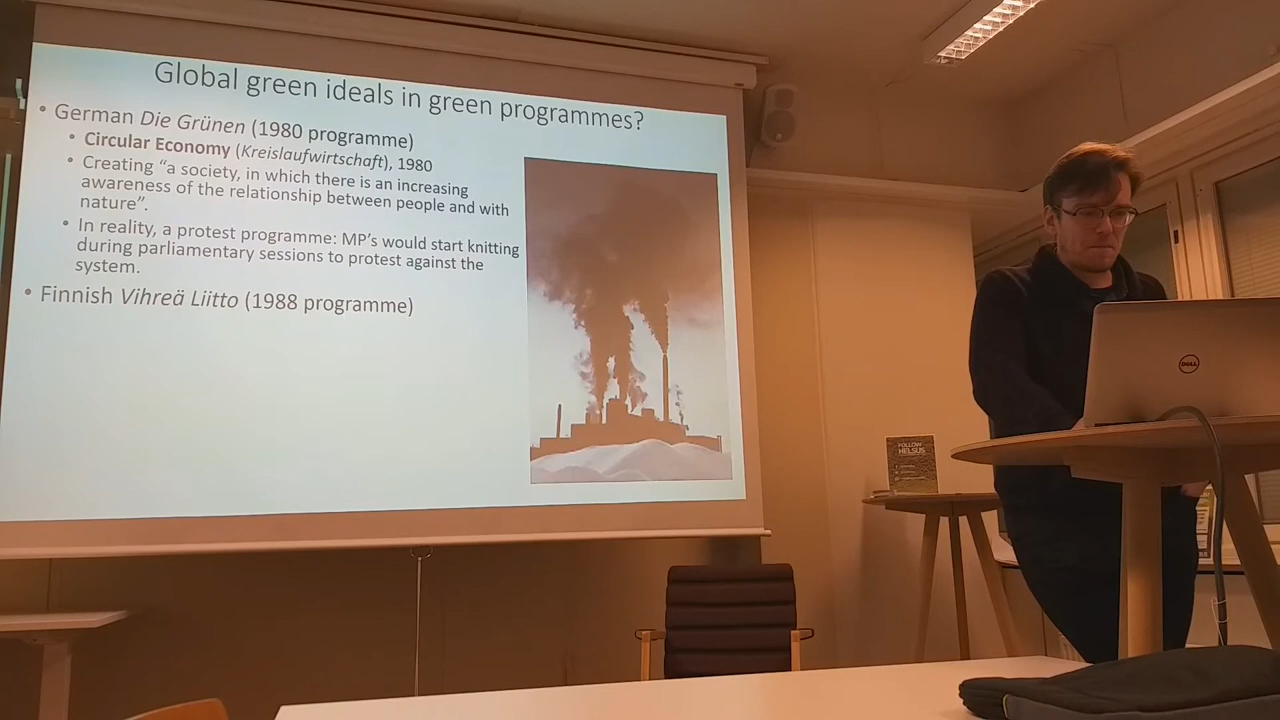 Global green ideals in green programmes?
• German Die Grünen (1980 programme)
• Circular Economy (Kreislaufwirtschaft), 1980
• Creating “a society, in which there is an increasing
awareness of the relationship between people and with
nature”.
• In reality, a protest programme: MP’s would start knitting
during parliamentary sessions to protest against the
system.
• Finnish Vihreä Liitto (1988 programme)
DELL
FOLLOW
HELSUS